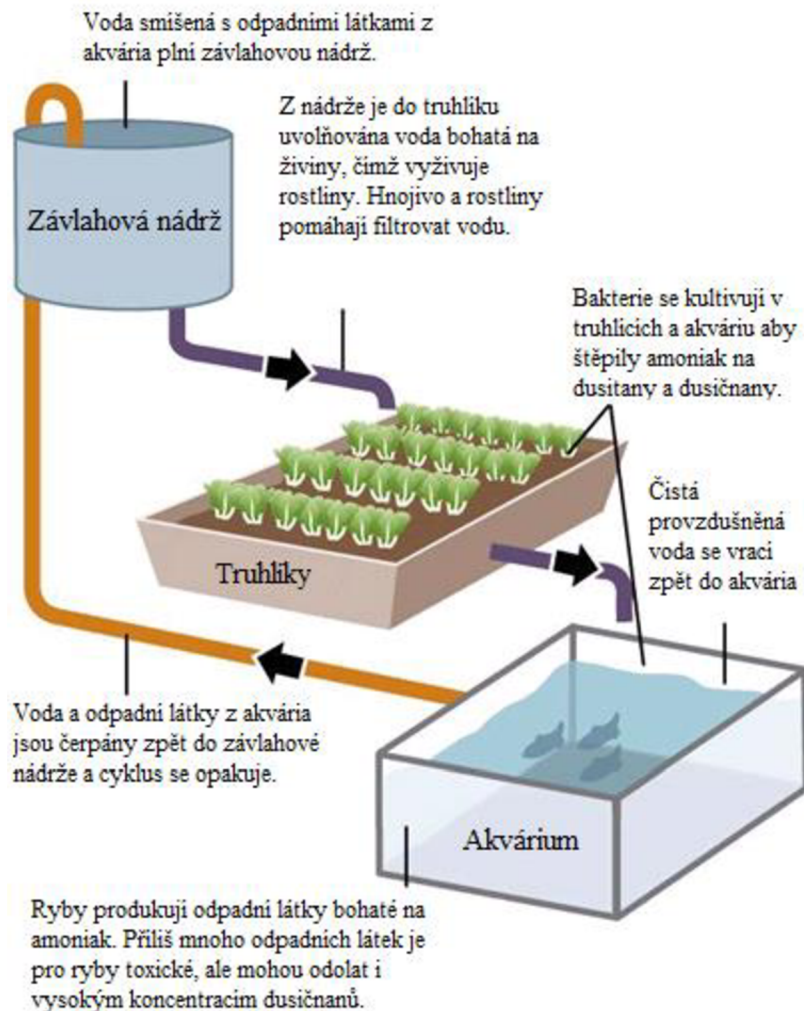 Voda smíšená s odpadními látkami z
akvária plní závlahovou nádrž.
Z nádrže je do truhlíku
uvolňována voda bohatá na
živiny, čímž vyživuje
rostliny. Hnojivo a rostliny
pomáhají filtrovat vodu.
Závlahová nádrž
Bakterie se kultivují v
truhlících a akváriu aby
štěpily amoniak na
dusitany a dusičnany.
Čistá
provzdušněná
voda se vrací
zpět do akvária
Truhlíky
Voda a odpadní látky z akvária
jsou čerpány zpět do závlahové
nádrže a cyklus se opakuje.
Akvárium
Ryby produkují odpadní látky bohaté na
amoniak. Příliš mnoho odpadních látek je
pro ryby toxické, ale mohou odolat i
vysokým koncentracím dusičnanů.